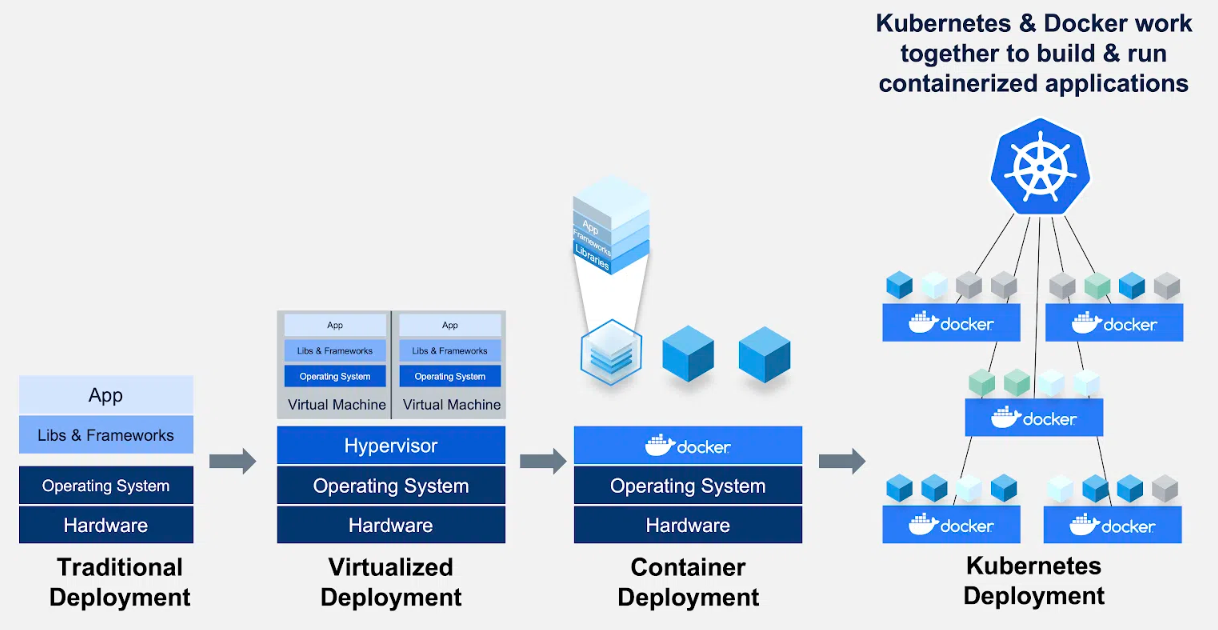 Kubernetes & Docker work
together to build & run
containerized applications
App
Libs & Frameworks
Operating System
Hardware
Traditional
Deployment
App
Libs & Frameworks
Operating System
Virtual Machine
App
Libs & Frameworks
Operating System
Virtual Machine
Hypervisor
Operating System
Hardware
Virtualized
Deployment
App
Frameworks
Libraries
docker
Operating System
Hardware
Container
Deployment
docker
docker
docker
docker
docker
Kubernetes
Deployment